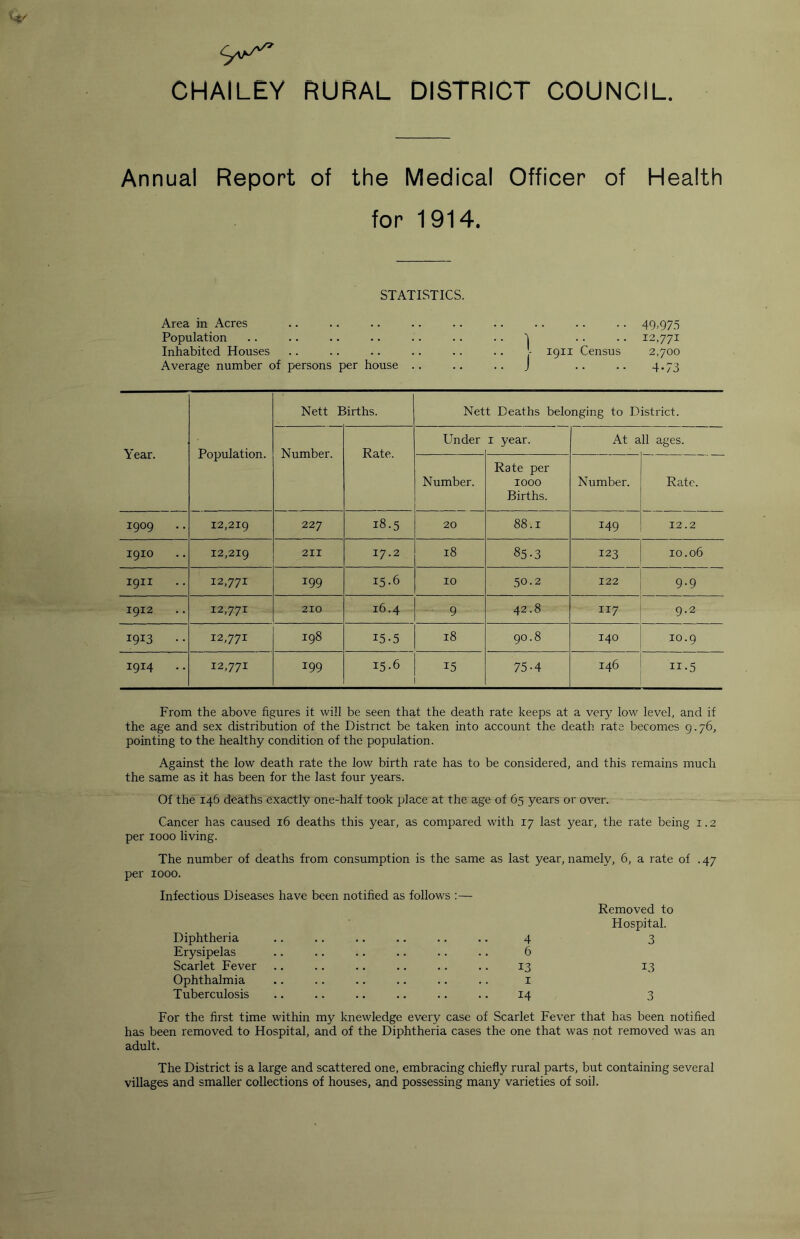 CHAILEY RURAL DISTRICT COUNCIL.
Annual Report of the Medical Officer of Health
for 1914.
STATISTICS.
Area in Acres .. .. .. .. .. .. .. .. .. 49,975
Population .. .. .. .. .. .. .. } .. .. 12,771
Inhabited Houses .. .. .. .. .. .. } 1911 Census 2,700
Average number of persons per house .. .. .. } .. .. 4.73
Year. Population. Nett Births. Nett Deaths belonging to District.
Number. Rate. Under 1 year. At all ages.
Number. Rate per 1000 Births. Number. Rate.
1909 .. 12,219 227 18.5 20 88.1 149 12.2
1910 .. 12,219 211 17.2 18 85.3 123 10.06
1911 .. 12,771 199 15.6 10 50.2 122 9.9
1912 .. 12,771 210 16.4 9 42.8 117 9.2
1913 .. 12,771 198 15.5 18 90.8 140 10.9
1914 .. 12,771 199 15.6 15 75.4 146 11.5
From the above figures it will be seen that the death rate keeps at a very low level, and if
the age and sex distribution of the District be taken into account the death rate becomes 9.76,
pointing to the healthy condition of the population.
Against the low death rate the low birth rate has to be considered, and this remains much
the same as it has been for the last four years.
Of the 146 deaths exactly one-half took place at the age of 65 years or over.
Cancer has caused 16 deaths this year, as compared with 17 last year, the rate being 1.2
per 1000 living.
The number of deaths from consumption is the same as last year, namely, 6, a rate of .47
per 1000.
Infectious Diseases have been notified as follows :—
Removed to
Hospital.
Diphtheria .. .. .. .. .. .. 4 3
Erysipelas .. .. .. .. .. .. 6
Scarlet Fever .. .. .. .. .. .. 13 13
Ophthalmia .. .. .. .. .. .. 1
Tuberculosis .. .. .. .. .. .. 14 3
For the first time within my knewledge every case of Scarlet Fever that has been notified
has been removed to Hospital, and of the Diphtheria cases the one that was not removed was an
adult.
The District is a large and scattered one, embracing chiefly rural parts, but containing several
villages and smaller collections of houses, and possessing many varieties of soil.